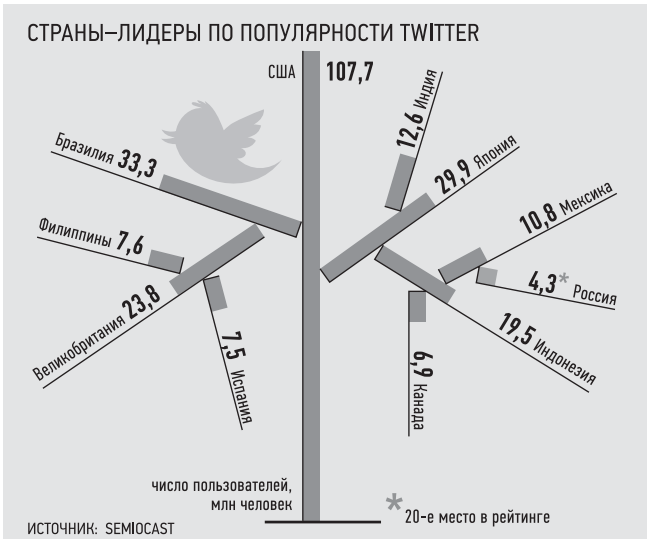 СТРАНЫ–ЛИДЕРЫ ПО ПОПУЛЯРНОСТИ TWITTER
США 107,7
Бразилия 33,3
Филиппины 7,6
Великобритания 23,8
7,5 Испания
12,6 Индия
29,9 Япония
10,8 Мексика
4,3* Россия
19,5 Индонезия
6,9 Канада
число пользователей,
млн человек
* 20-е место в рейтинге
ИСТОЧНИК: SEMIOCAST